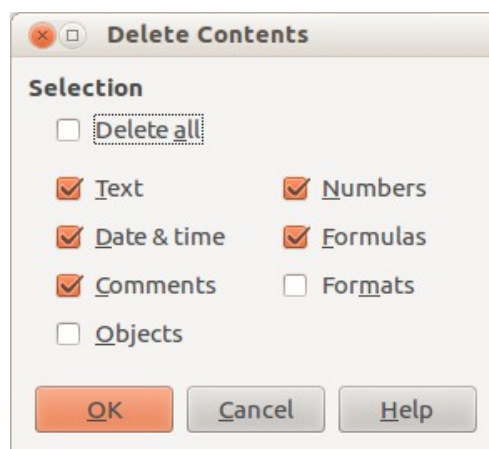 Delete Contents
Selection
Delete all
Text Numbers
Date & time Formulas
Comments Formats
Objects
OK Cancel Help